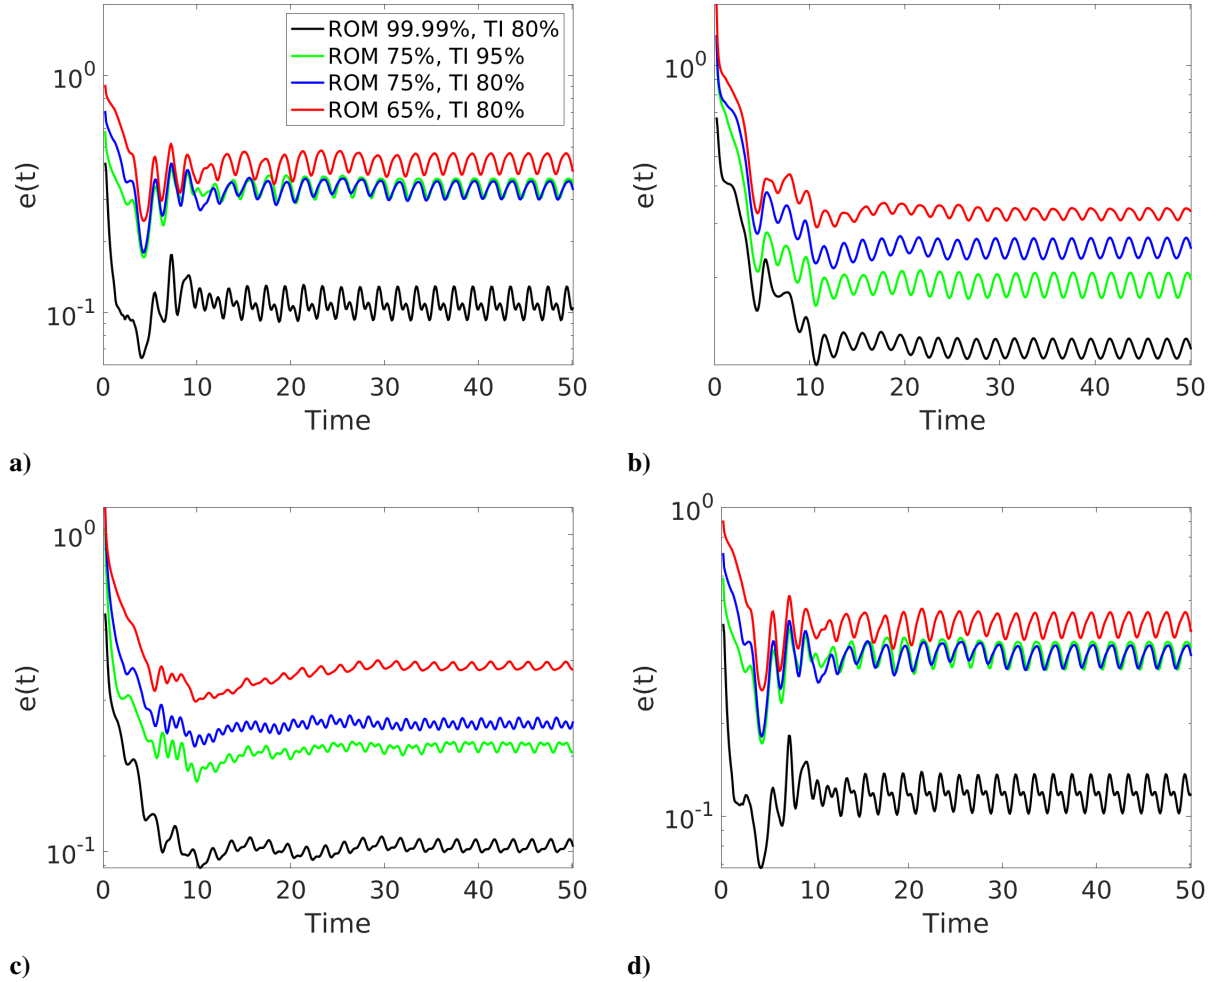 ROM 99.99%, TI 80%
ROM 75%, TI 95%
ROM 75%, TI 80%
ROM 65%, TI 80%
10^0
10^-1
e(t)
0 10 20 30 40 50
Time
a)
10^0
e(t)
0 10 20 30 40 50
Time
b)
10^0
10^-1
e(t)
0 10 20 30 40 50
Time
c)
10^0
10^-1
e(t)
0 10 20 30 40 50
Time
d)